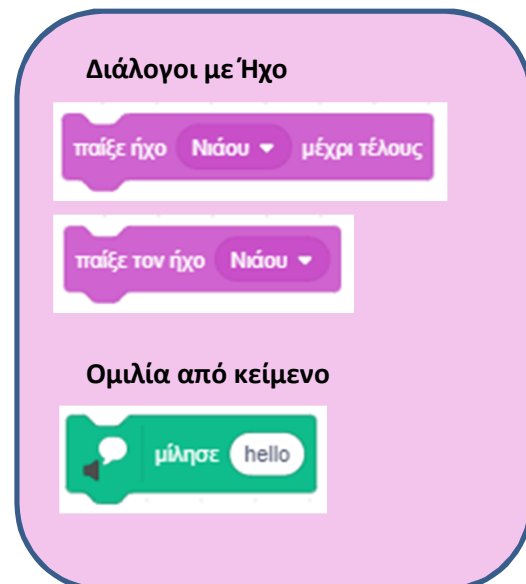 Διάλογοι με Ήχο
παίξε ήχο Νιάου μέχρι τέλους
παίξε τον ήχο Νιάου
Ομιλία από κείμενο
μίλησε hello